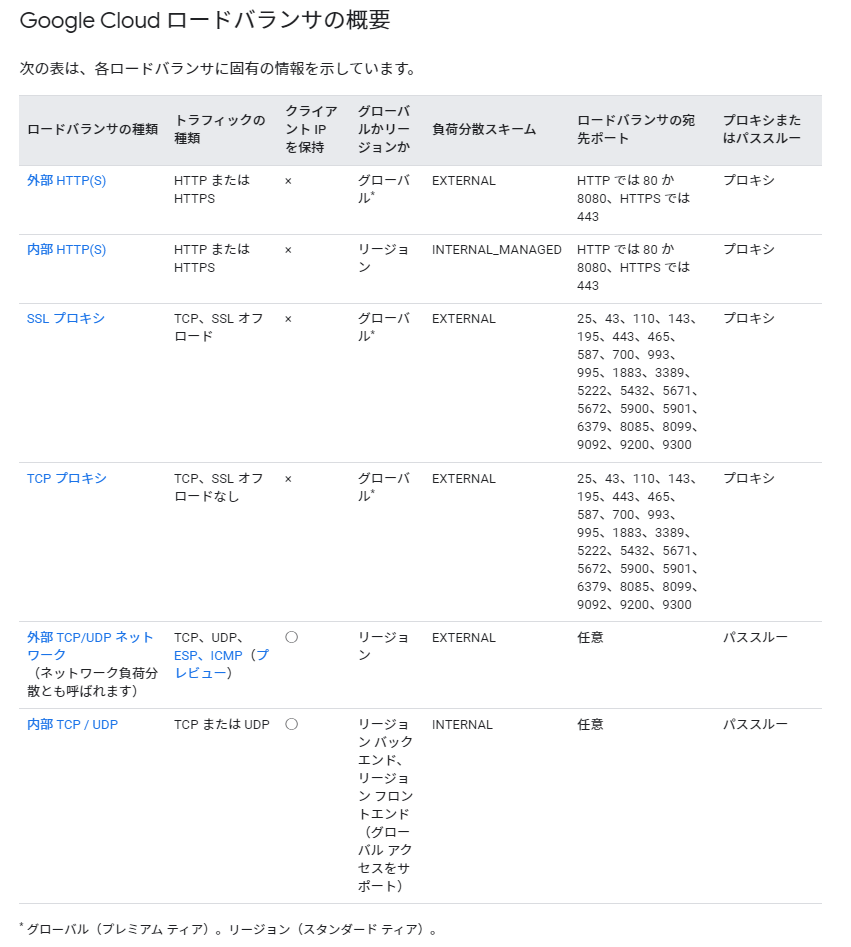 Google Cloud ロードバランサの概要
次の表は、各ロードバランサに固有の情報を示しています。
ロードバランサの種類
トラフィックの
種類
クライア
ント IP
を保持
グローバ
ルかリー
ジョンか
負荷分散スキーム
ロードバランサの宛
先ポート
プロキシまた
はパススルー
外部 HTTP(S)
HTTP または
HTTPS
×
グローバ
ル*
EXTERNAL
HTTP では 80 か
8080、HTTPS では
443
プロキシ
内部 HTTP(S)
HTTP または
HTTPS
×
リージョ
ン
INTERNAL_MANAGED
HTTP では 80 か
8080、HTTPS では
443
プロキシ
SSL プロキシ
TCP、SSL オフ
ロード
×
グローバ
ル*
EXTERNAL
25、43、110、143、
195、443、465、
587、700、993、
995、1883、3389、
5222、5432、5671、
5672、5900、5901、
6379、8085、8099、
9092、9200、9300
プロキシ
TCP プロキシ
TCP、SSL オフ
ロードなし
×
グローバ
ル*
EXTERNAL
25、43、110、143、
195、443、465、
587、700、993、
995、1883、3389、
5222、5432、5671、
5672、5900、5901、
6379、8085、8099、
9092、9200、9300
プロキシ
外部 TCP/UDP ネット
ワーク
（ネットワーク負荷分
散とも呼ばれます）
TCP、UDP、
ESP、ICMP（プ
レビュー）
○
リージョ
ン
EXTERNAL
任意
パススルー
内部 TCP / UDP
TCP または UDP
○
リージョ
ン バック
エンド、
リージョ
ン フロン
トエンド
（グロー
バル アク
セスをサ
ポート）
INTERNAL
任意
パススルー
* グローバル（プレミアム ティア）。リージョン（スタンダード ティア）。